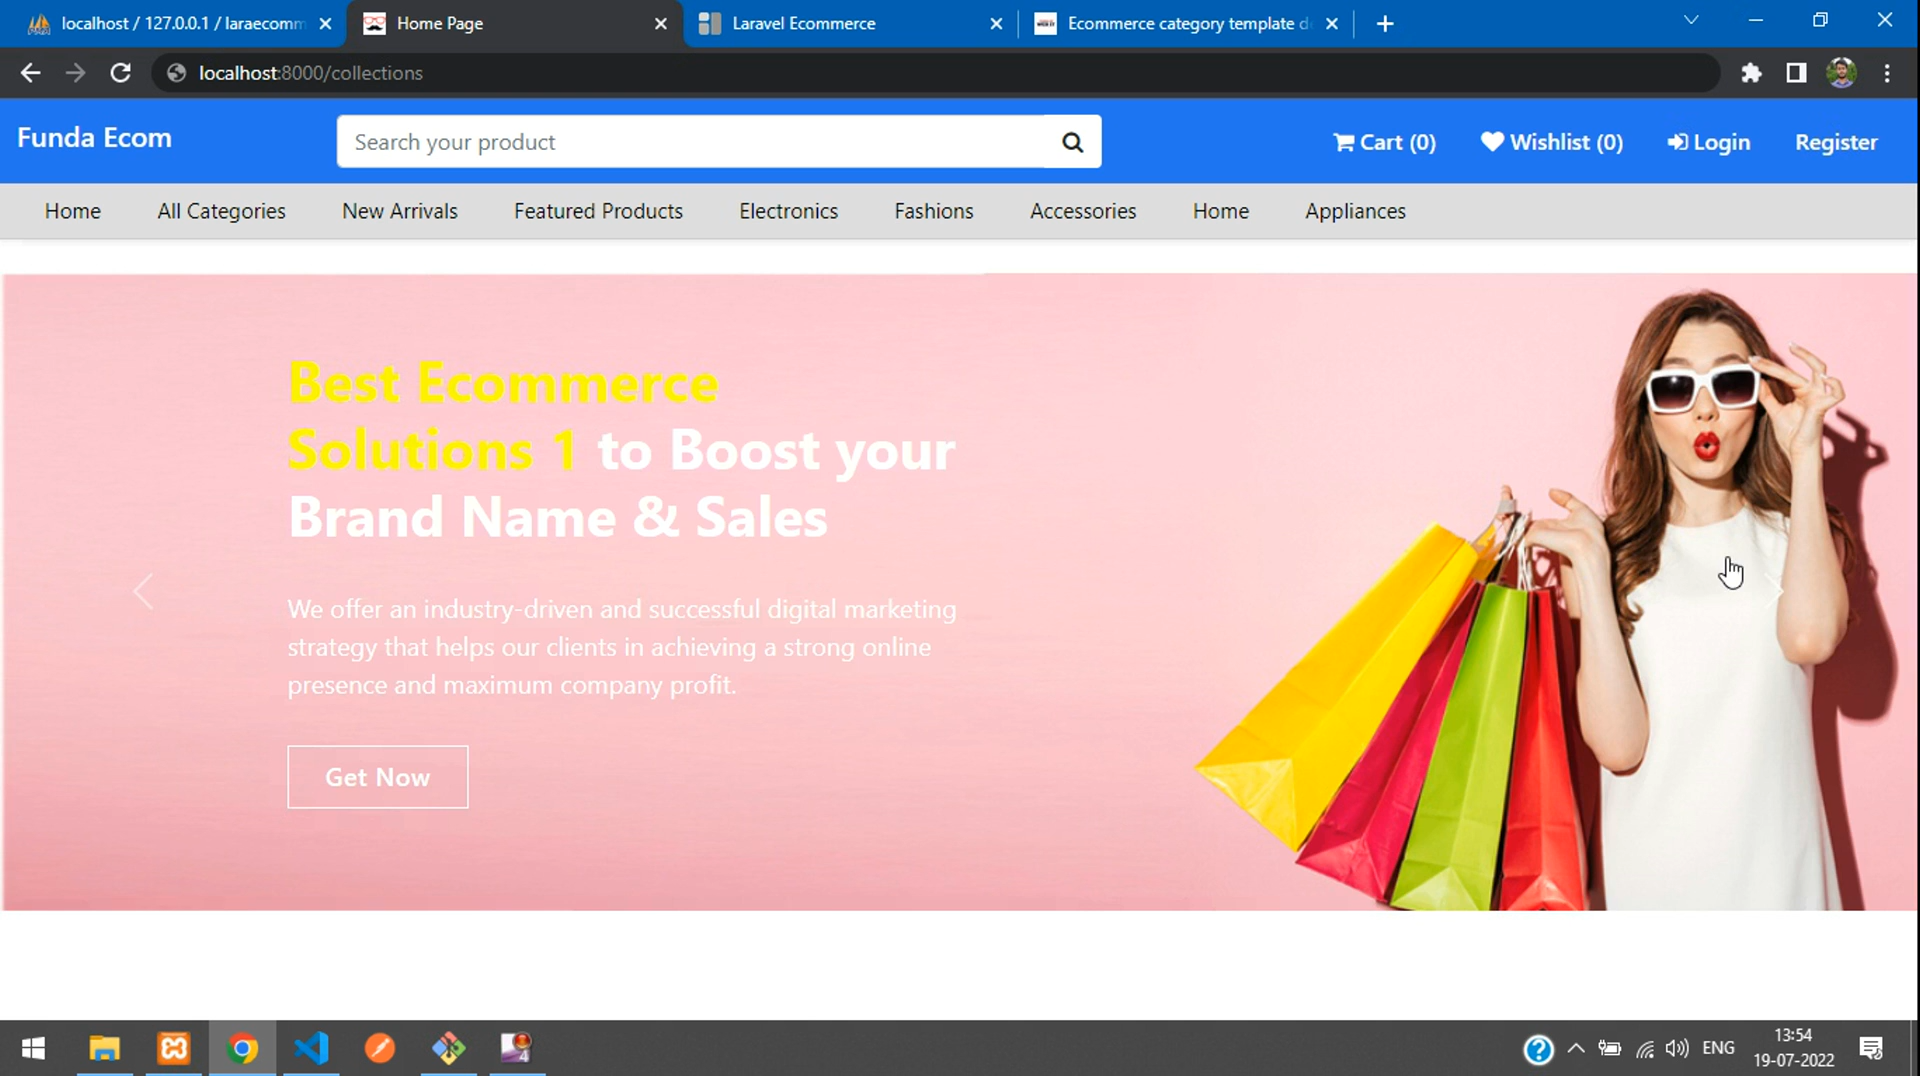 localhost / 127.0.0.1 / laraecomm
Home Page
Laravel Ecommerce
Ecommerce category template d
localhost:8000/collections
Funda Ecom
Search your product
Cart (0)
Wishlist (0)
Login
Register
Home
All Categories
New Arrivals
Featured Products
Electronics
Fashions
Accessories
Home
Appliances
Best Ecommerce
Solutions 1 to Boost your
Brand Name & Sales
We offer an industry-driven and successful digital marketing
strategy that helps our clients in achieving a strong online
presence and maximum company profit.
Get Now
4
ENG
13:54
19-07-2022